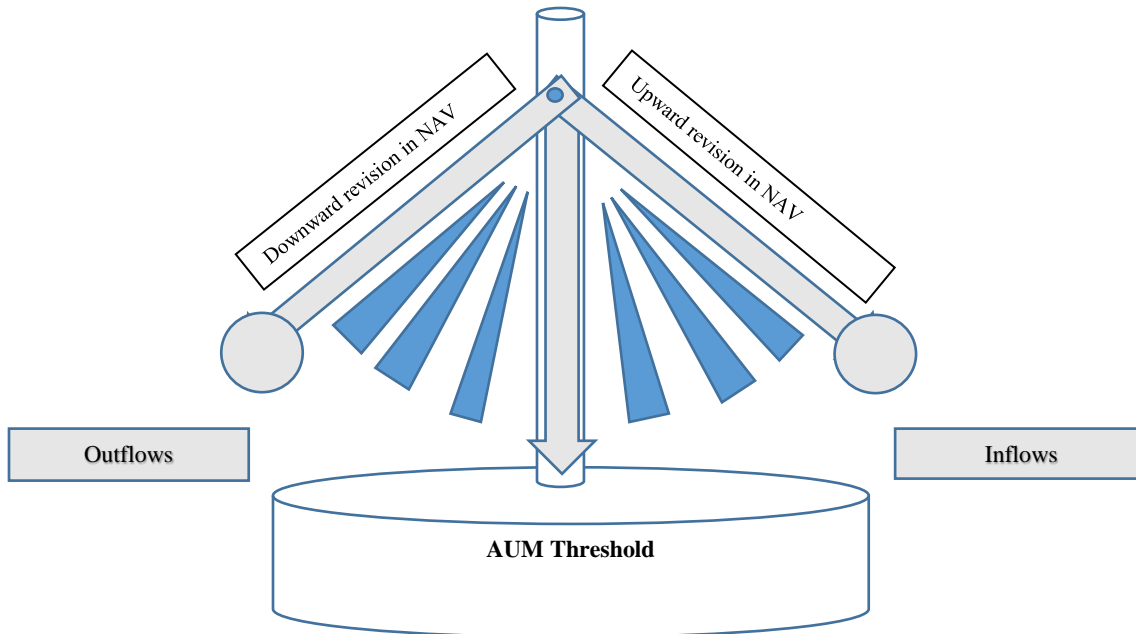 Downward revision in NAV
Upward revision in NAV
Outflows
Inflows
AUM Threshold